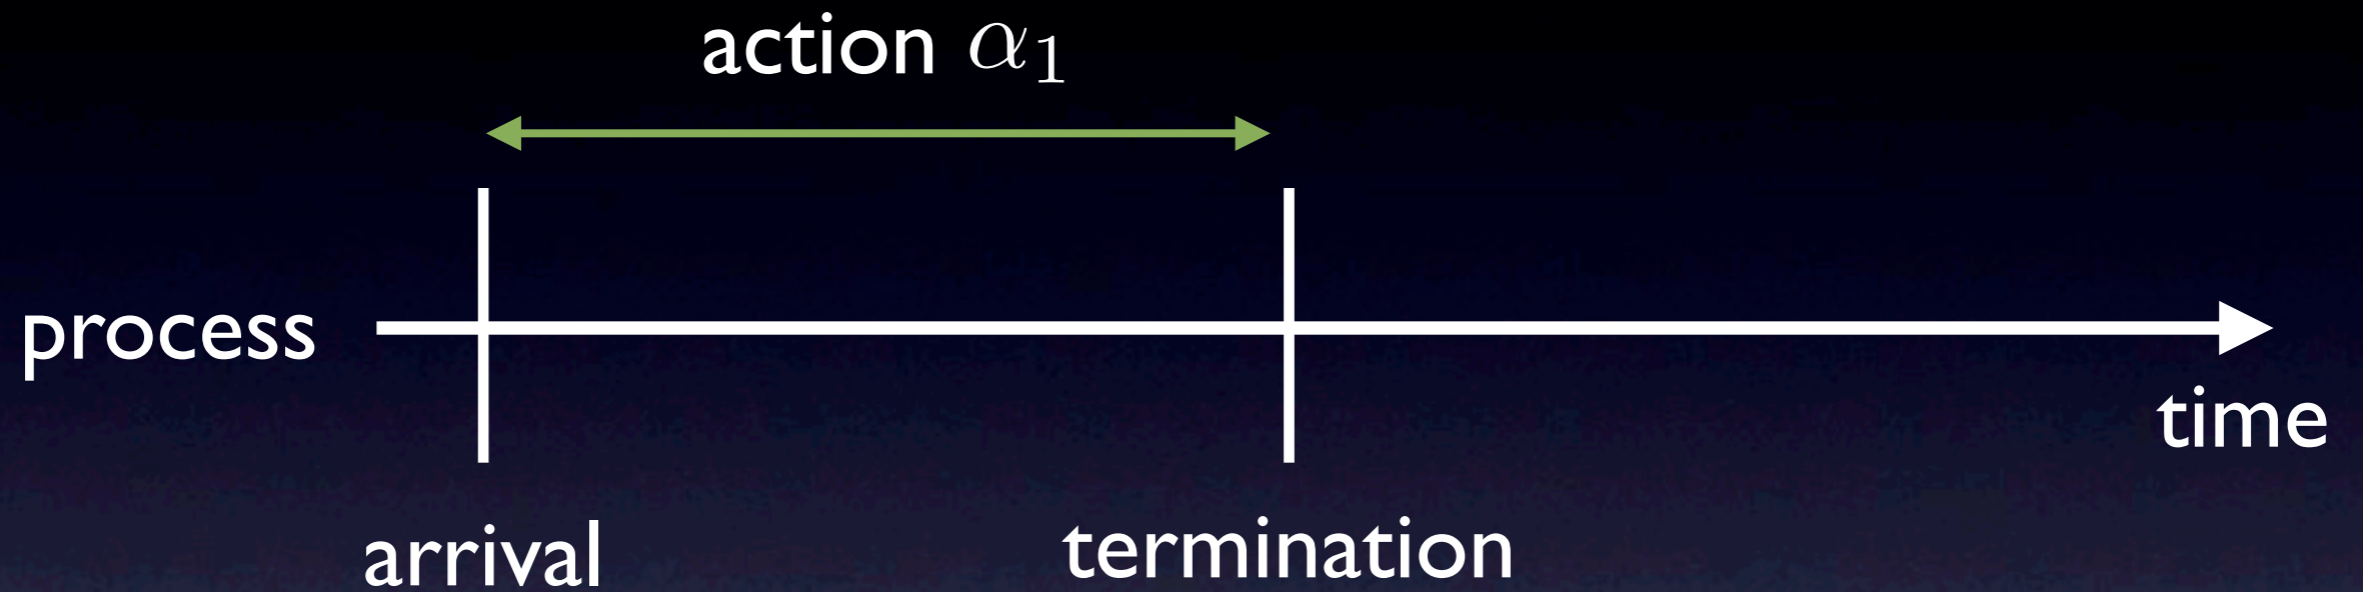 action α₁
process
time
arrival
termination